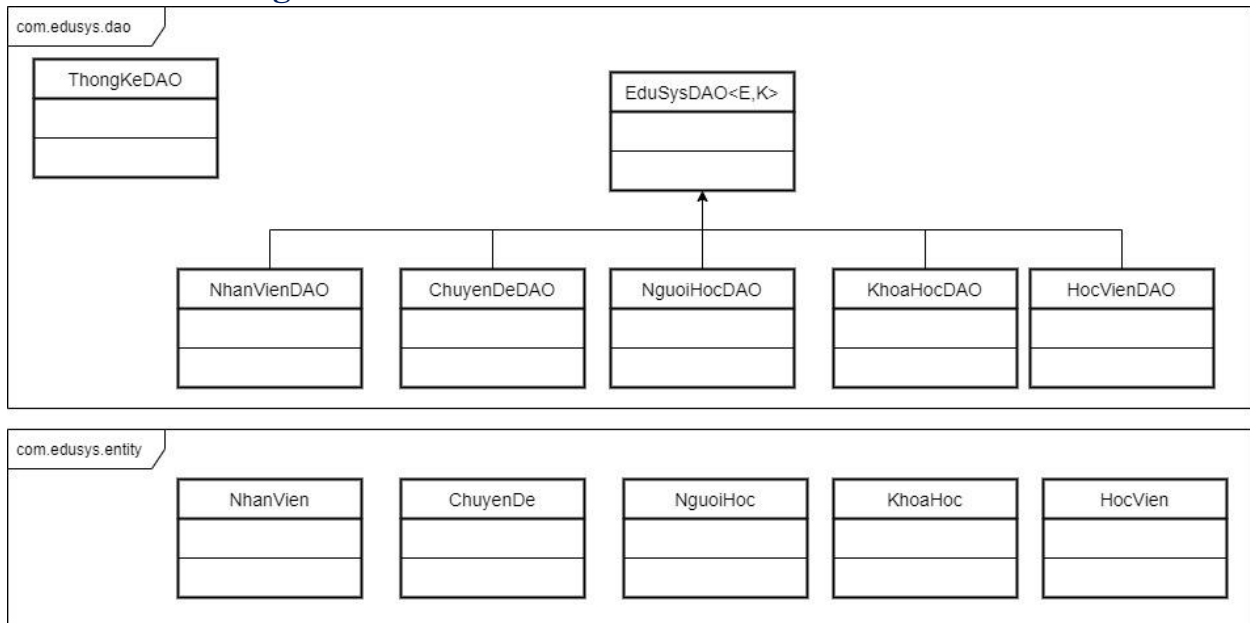 com.edusys.dao
ThongKeDAO
EduSysDAO<E,K>
NhanVienDAO
ChuyenDeDAO
NguoiHocDAO
KhoaHocDAO
HocVienDAO
com.edusys.entity
NhanVien
ChuyenDe
NguoiHoc
KhoaHoc
HocVien